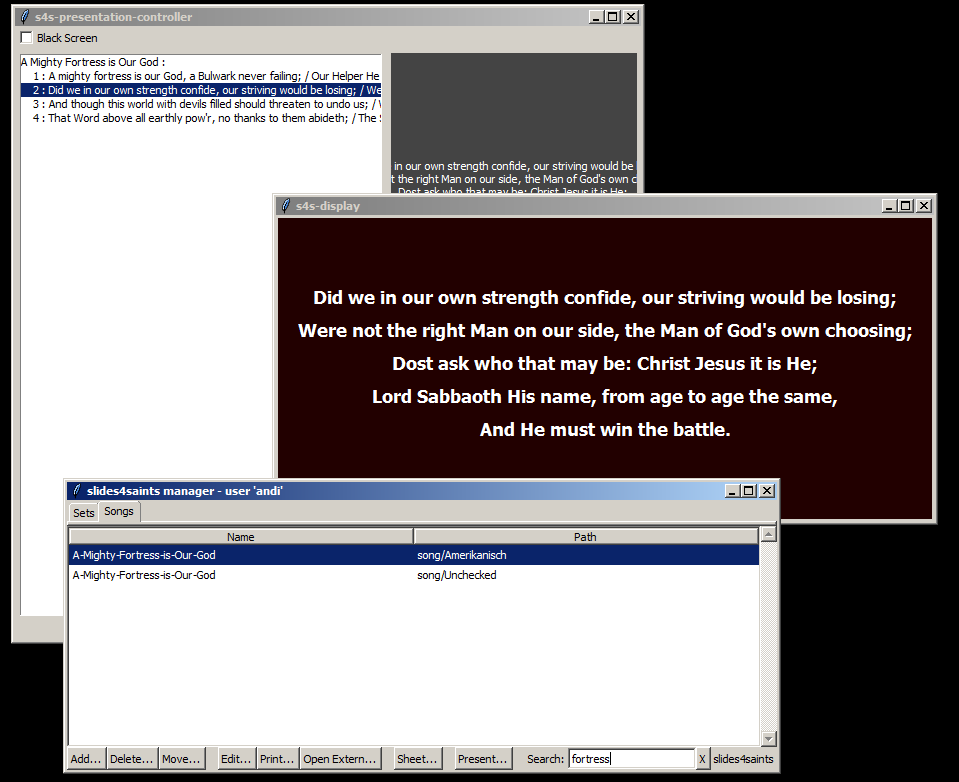 s4s-presentation-controller
Black Screen
A Mighty Fortress is Our God :
1 : A mighty fortress is our God, a Bulwark never failing; / Our Helper He
2 : Did we in our own strength confide, our striving would be losing; / We
3 : And though this world with devils filled should threaten to undo us; /
4 : That Word above all earthly pow'r, no thanks to them abideth; / The
in our own strength confide, our striving would be
the right Man on our side, the Man of God's own
Dost ask who that may be: Christ Jesus it is He;
s4s-display
Did we in our own strength confide, our striving would be losing;
Were not the right Man on our side, the Man of God's own choosing;
Dost ask who that may be: Christ Jesus it is He;
Lord Sabbaoth His name, from age to age the same,
And He must win the battle.
slides4saints manager - user 'andi'
Sets Songs
Name Path
A-Mighty-Fortress-is-Our-God song/Amerikanisch
A-Mighty-Fortress-is-Our-God song/Unchecked
Add... Delete... Move... Edit... Print... Open Extern... Sheet... Present... Search: fortress X slides4saints